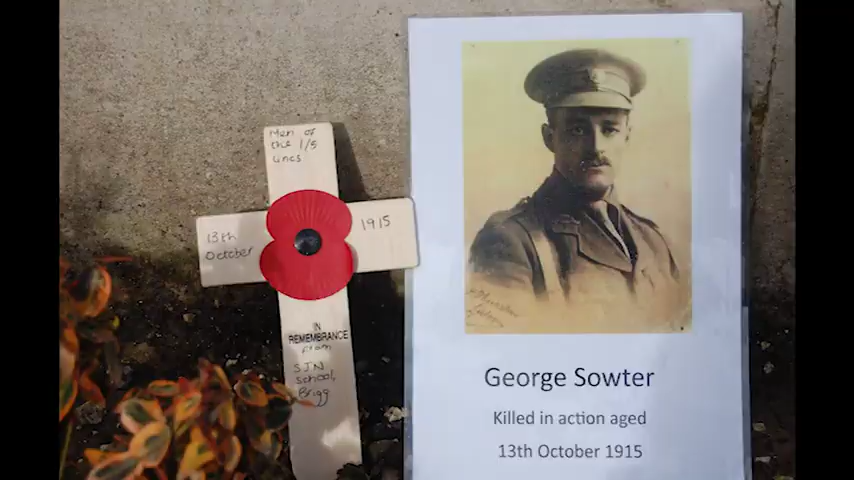 Men of
the 1/5
Lincs
13th
October
1915
IN
REMEMBRANCE
from
SJN
school,
Brigg
George Sowter
Killed in action aged
13th October 1915